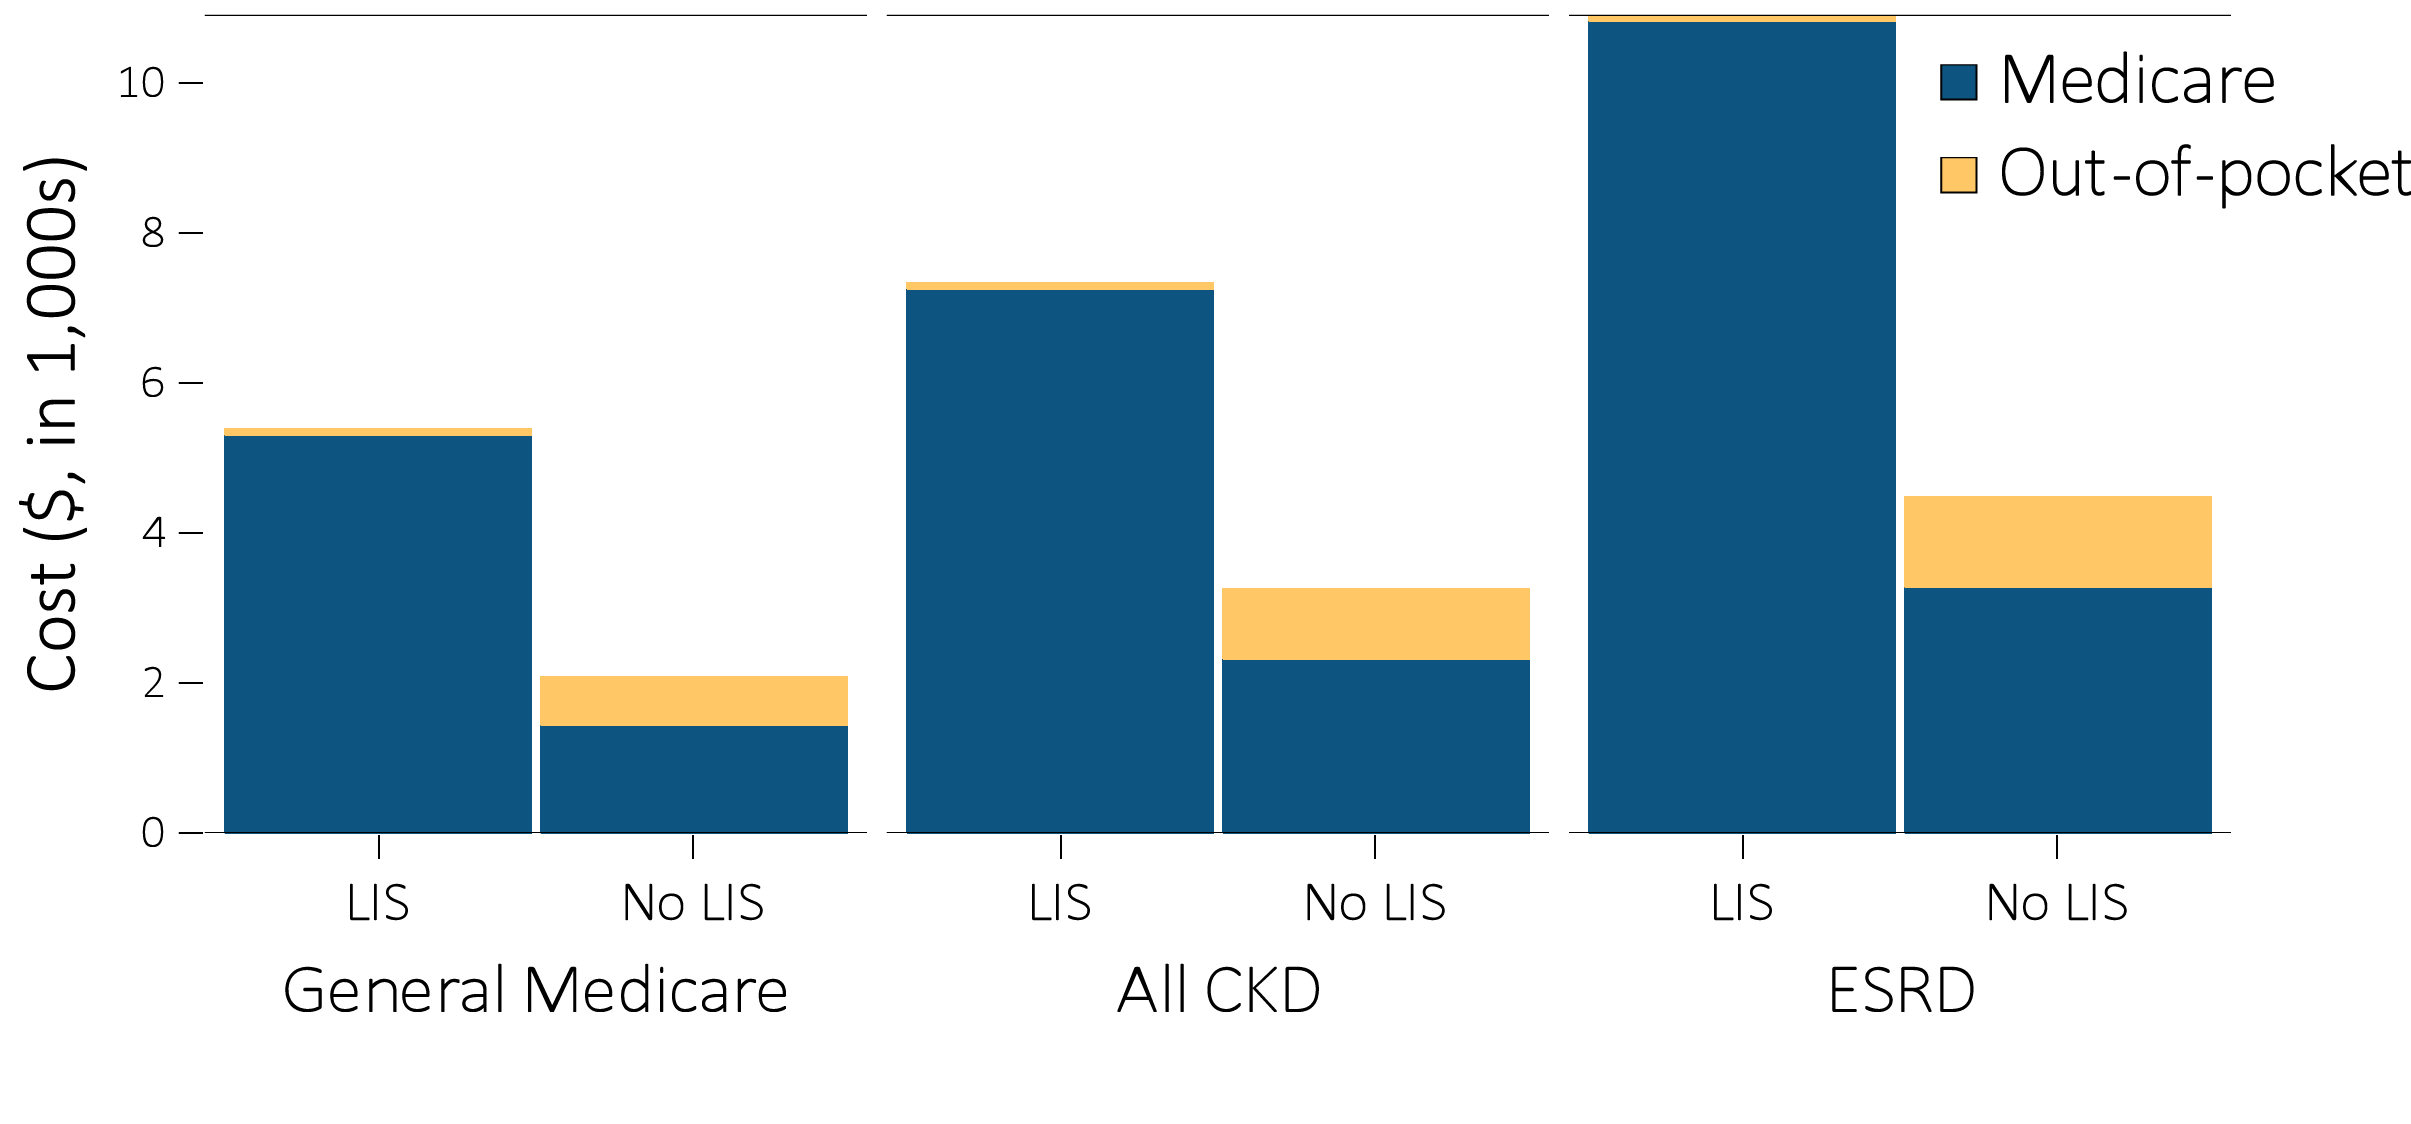 Cost ($, in 1,000s)
10
8
6
4
2
0
Medicare
Out-of-pocket
LIS
No LIS
LIS
No LIS
LIS
No LIS
General Medicare
All CKD
ESRD